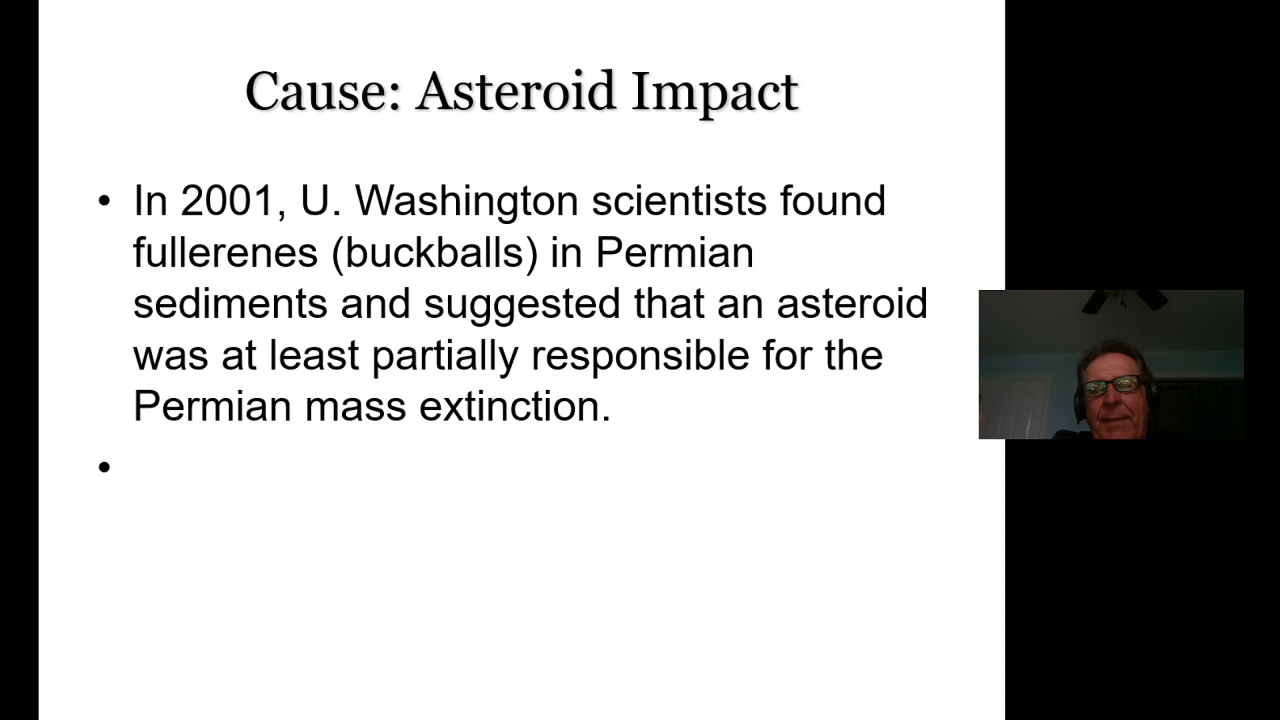 Cause: Asteroid Impact
• In 2001, U. Washington scientists found
fullerenes (buckballs) in Permian
sediments and suggested that an asteroid
was at least partially responsible for the
Permian mass extinction.
•